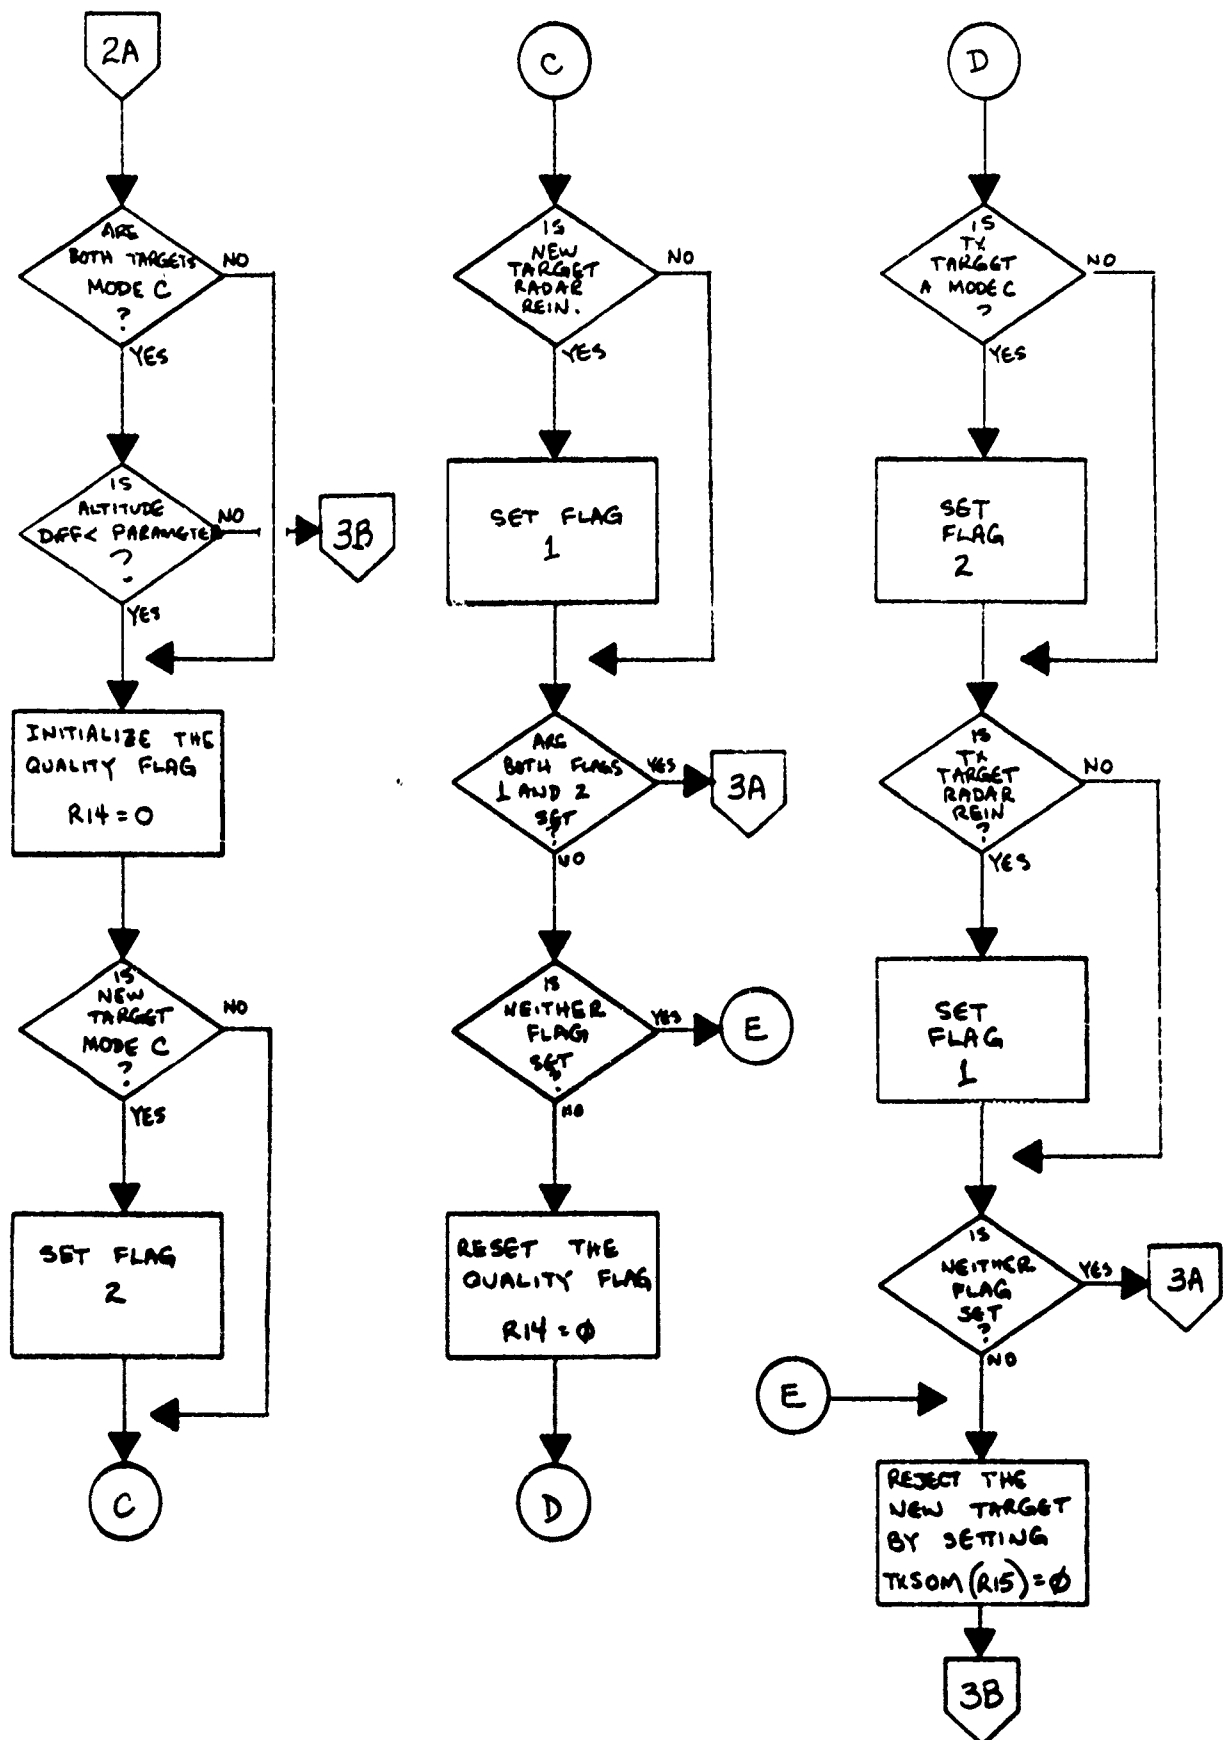 2A
ARE
BOTH TARGETS
MODE C
?
NO
YES
IS
ALTITUDE
DIFF< PARAMETER
?
NO
3B
YES
INITIALIZE THE
QUALITY FLAG
R14 = 0
IS
NEW
TARGET
MODE C
?
NO
YES
SET FLAG
2
C
C
IS
NEW
TARGET
RADAR
REIN.
NO
YES
SET FLAG
1
ARE
BOTH FLAGS
1 AND 2
SET
?
YES
3A
NO
IS
NEITHER
FLAG
SET
?
YES
E
NO
RESET THE
QUALITY FLAG
R14 = Ø
D
D
IS
TX
TARGET
A MODE C
?
NO
YES
SET
FLAG
2
IS
TX
TARGET
RADAR
REIN
?
NO
YES
SET
FLAG
1
IS
NEITHER
FLAG
SET
?
YES
3A
NO
E
REJECT THE
NEW TARGET
BY SETTING
TKSOM (R15) = Ø
3B